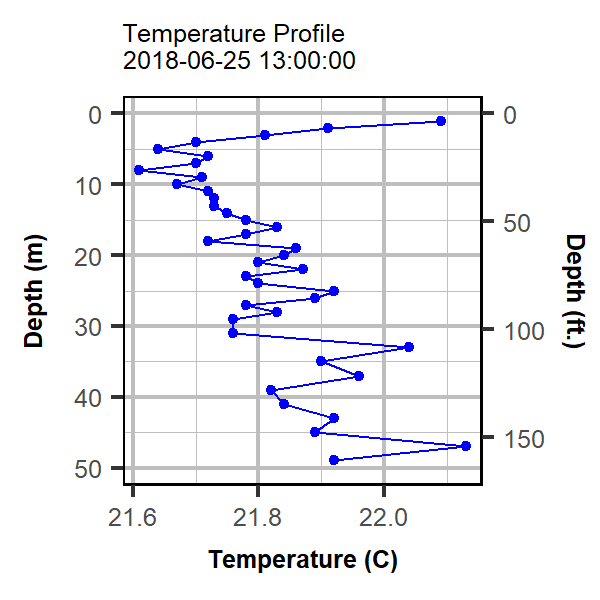 Temperature Profile
2018-06-25 13:00:00
0
10
20
30
40
50
Depth (m)
0
50
100
150
Depth (ft.)
21.6 21.8 22.0
Temperature (C)